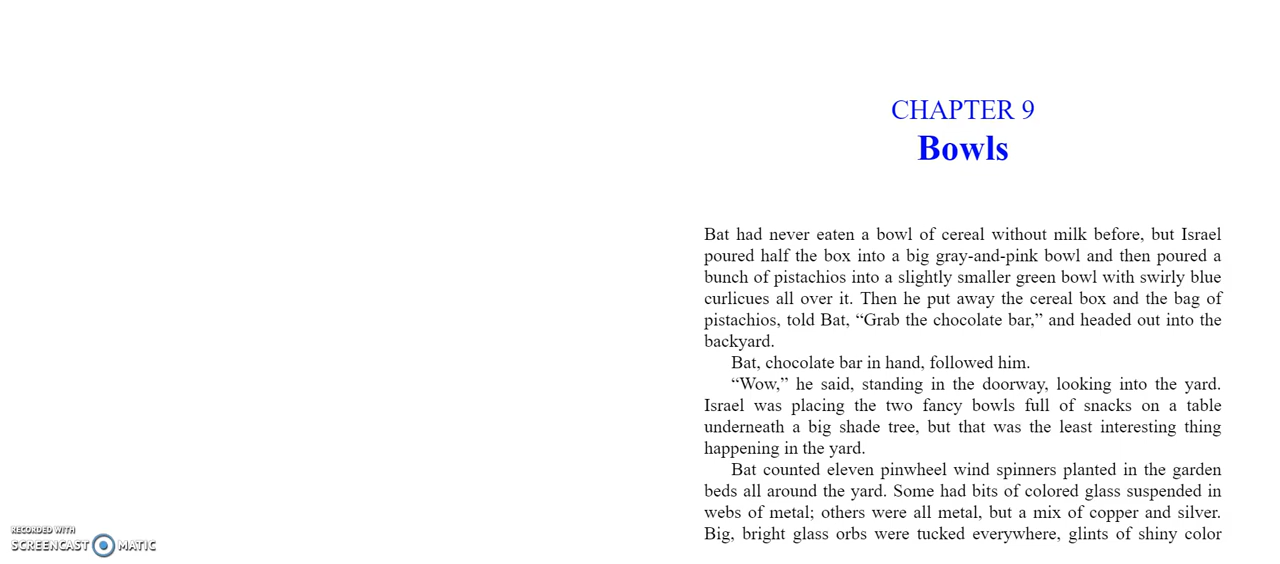 CHAPTER 9
Bowls
Bat had never eaten a bowl of cereal without milk before, but Israel
poured half the box into a big gray-and-pink bowl and then poured a
bunch of pistachios into a slightly smaller green bowl with swirly blue
curlicues all over it. Then he put away the cereal box and the bag of
pistachios, told Bat, “Grab the chocolate bar,” and headed out into the
backyard.
Bat, chocolate bar in hand, followed him.
“Wow,” he said, standing in the doorway, looking into the yard.
Israel was placing the two fancy bowls full of snacks on a table
underneath a big shade tree, but that was the least interesting thing
happening in the yard.
Bat counted eleven pinwheel wind spinners planted in the garden
beds all around the yard. Some had bits of colored glass suspended in
webs of metal; others were all metal, but a mix of copper and silver.
Big, bright glass orbs were tucked everywhere, glints of shiny color
RECORDED WITH
SCREENCAST MATIC